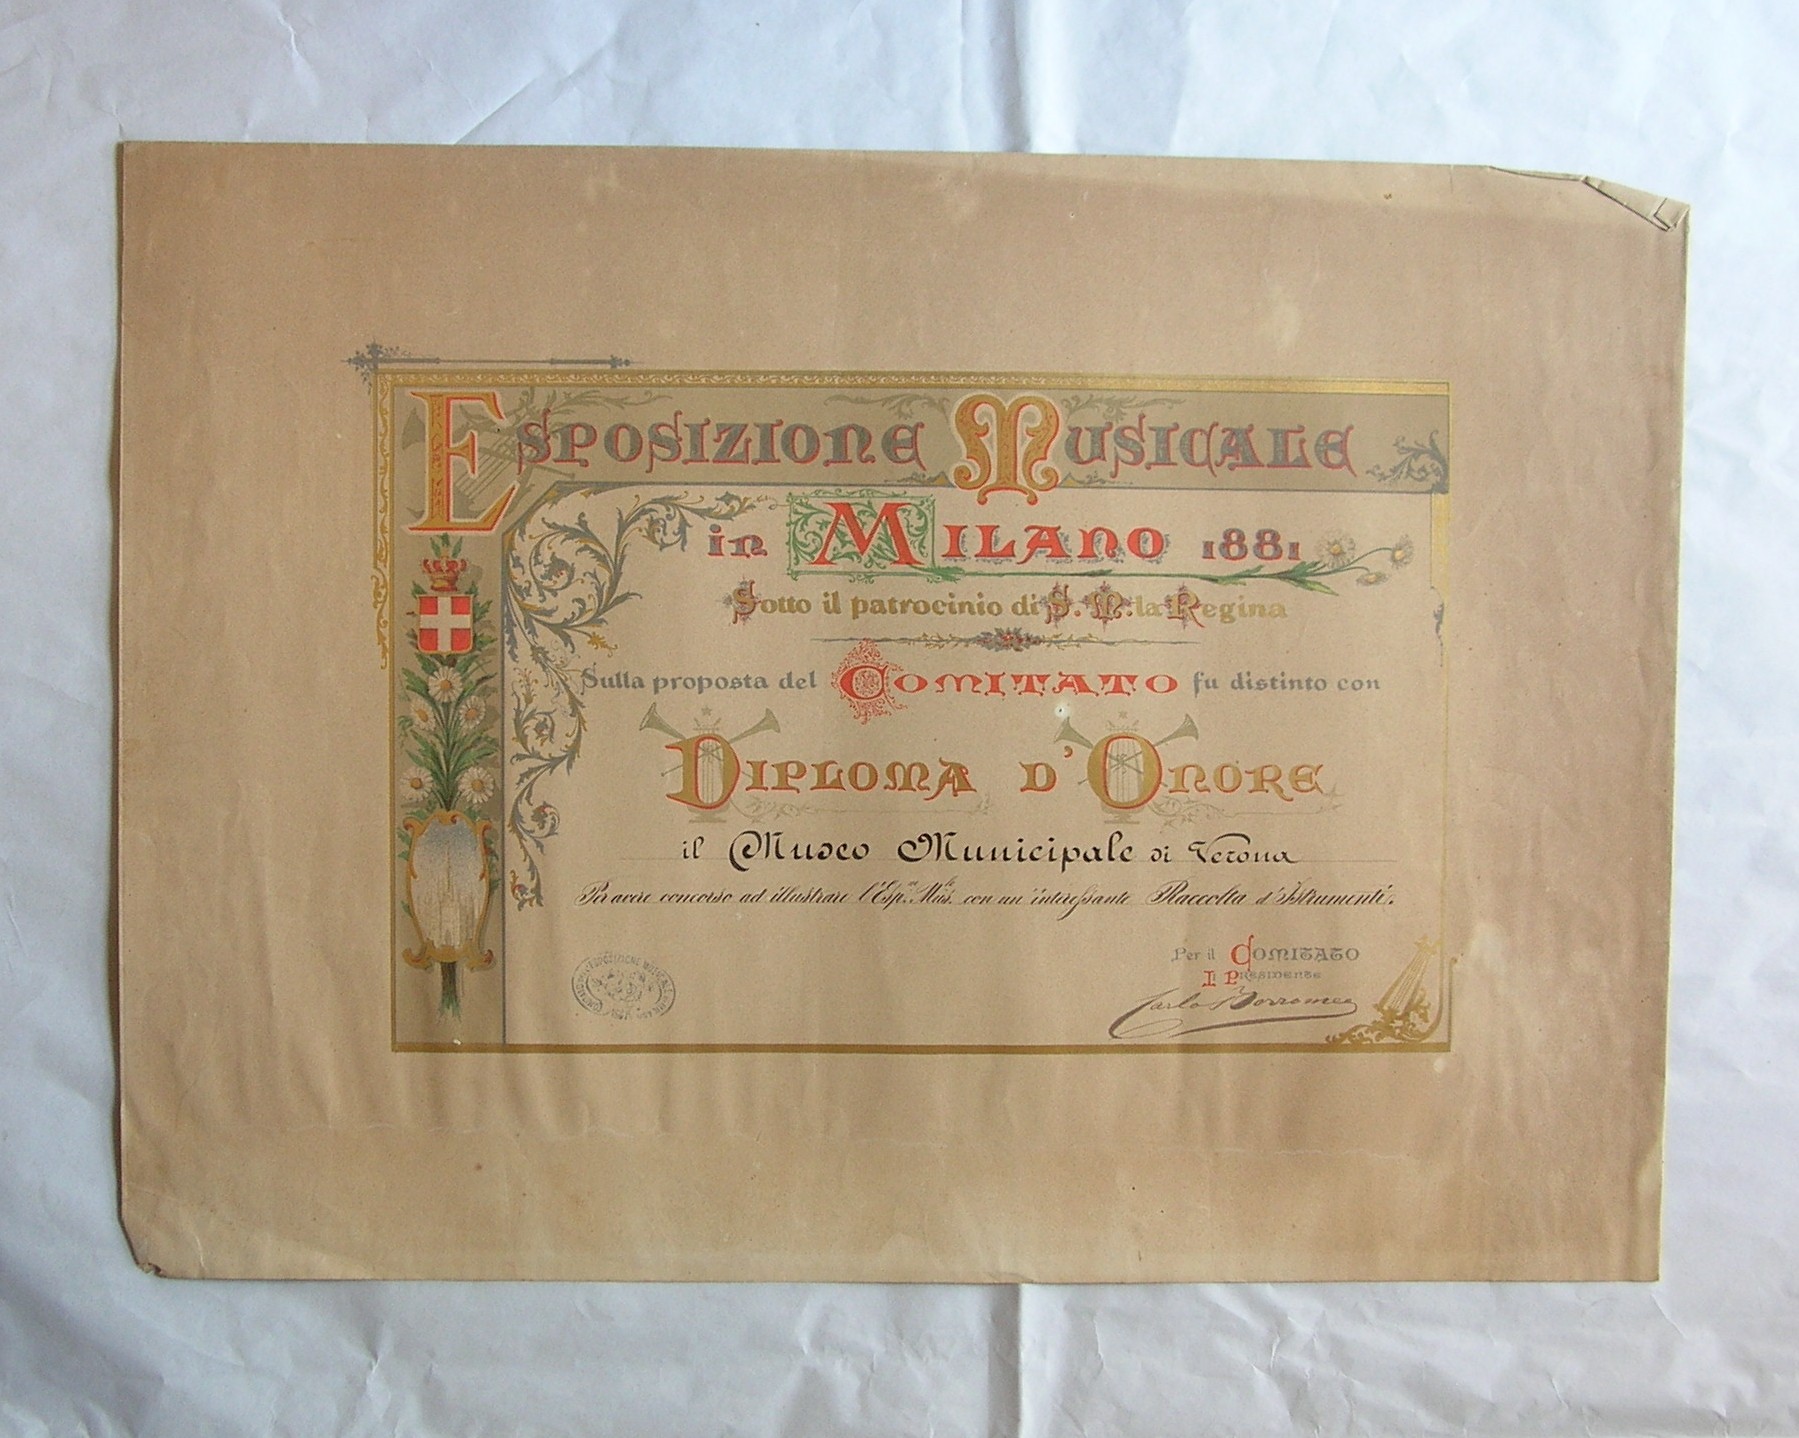 Esposizione Musicale
in Milano 1881
Sotto il patrocinio di S. M. la Regina
Sulla proposta del Comitato fu distinto con
Diploma d'Onore
il Museo Municipale di Verona
Per avere concorso ad illustrare l'Esp.ne Mus.le con un interessante Raccolta d'Istrumenti.
Per il Comitato
Il Presidente
Carlo Borromeo
ESPOSIZIONE MUSICALE